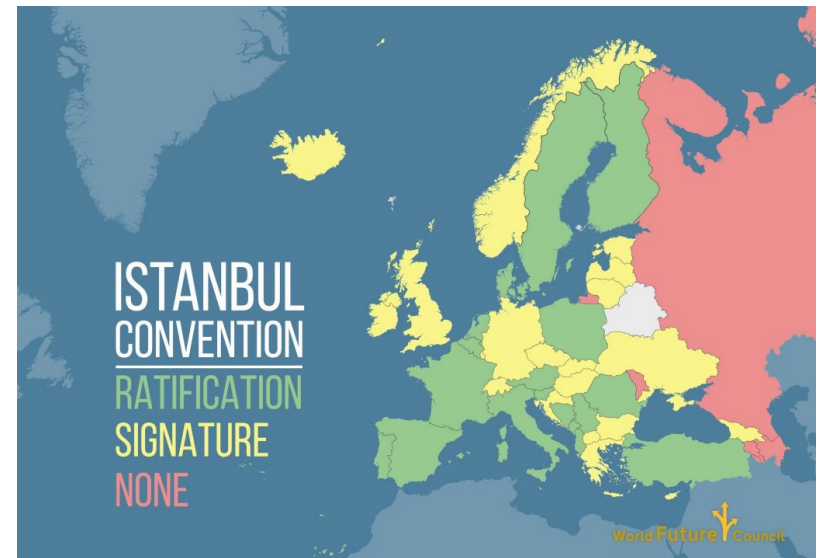 ISTANBUL
CONVENTION
RATIFICATION
SIGNATURE
NONE
World Future Council